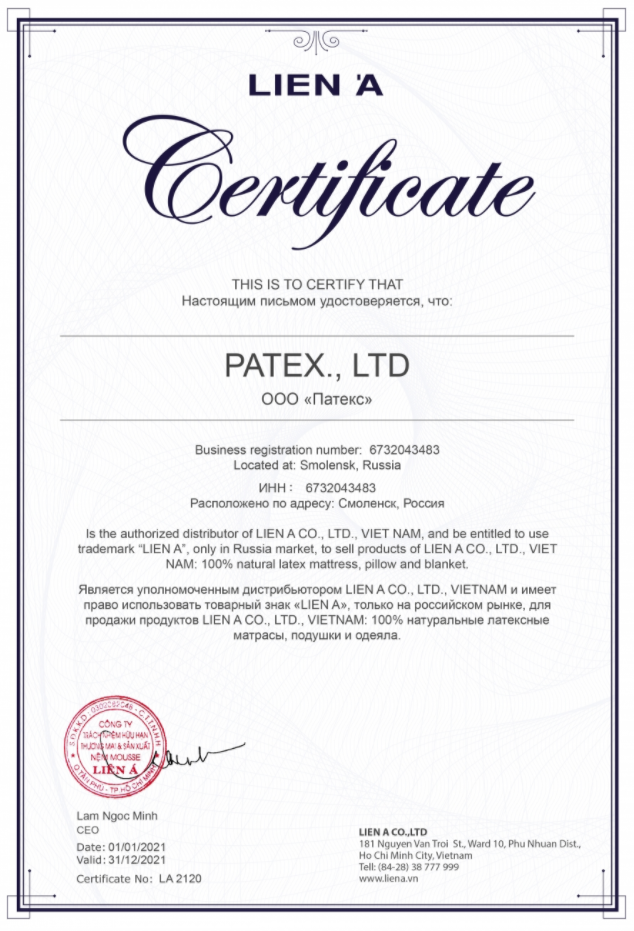 LIEN 'A
Certificate
THIS IS TO CERTIFY THAT
Настоящим письмом удостоверяется, что:
PATEX., LTD
ООО «Патекс»
Business registration number: 6732043483
Located at: Smolensk, Russia
ИНН : 6732043483
Расположено по адресу: Смоленск, Россия
Is the authorized distributor of LIEN A CO., LTD., VIET NAM, and be entitled to use
trademark “LIEN A”, only in Russia market, to sell products of LIEN A CO., LTD., VIET
NAM: 100% natural latex mattress, pillow and blanket.
Является уполномоченным дистрибьютором LIEN A CO., LTD., VIETNAM и имеет
право использовать товарный знак «LIEN A», только на российском рынке, для
продажи продуктов LIEN A CO., LTD., VIETNAM: 100% натуральные латексные
матрасы, подушки и одеяла.
CÔNG TY
TRÁCH NHIỆM HỮU HẠN
THƯƠNG MẠI & SẢN XUẤT
NỆM MOUSSE
LIÊN Á
Q.TÂN PHÚ - TP HỒ CHÍ MINH
Lam Ngoc Minh
CEO
Date: 01/01/2021
Valid: 31/12/2021
Certificate No: LA 2120
LIEN A CO.,LTD
181 Nguyen Van Troi St., Ward 10, Phu Nhuan Dist.,
Ho Chi Minh City, Vietnam
Tell: (84-28) 38 777 999
www.liena.vn